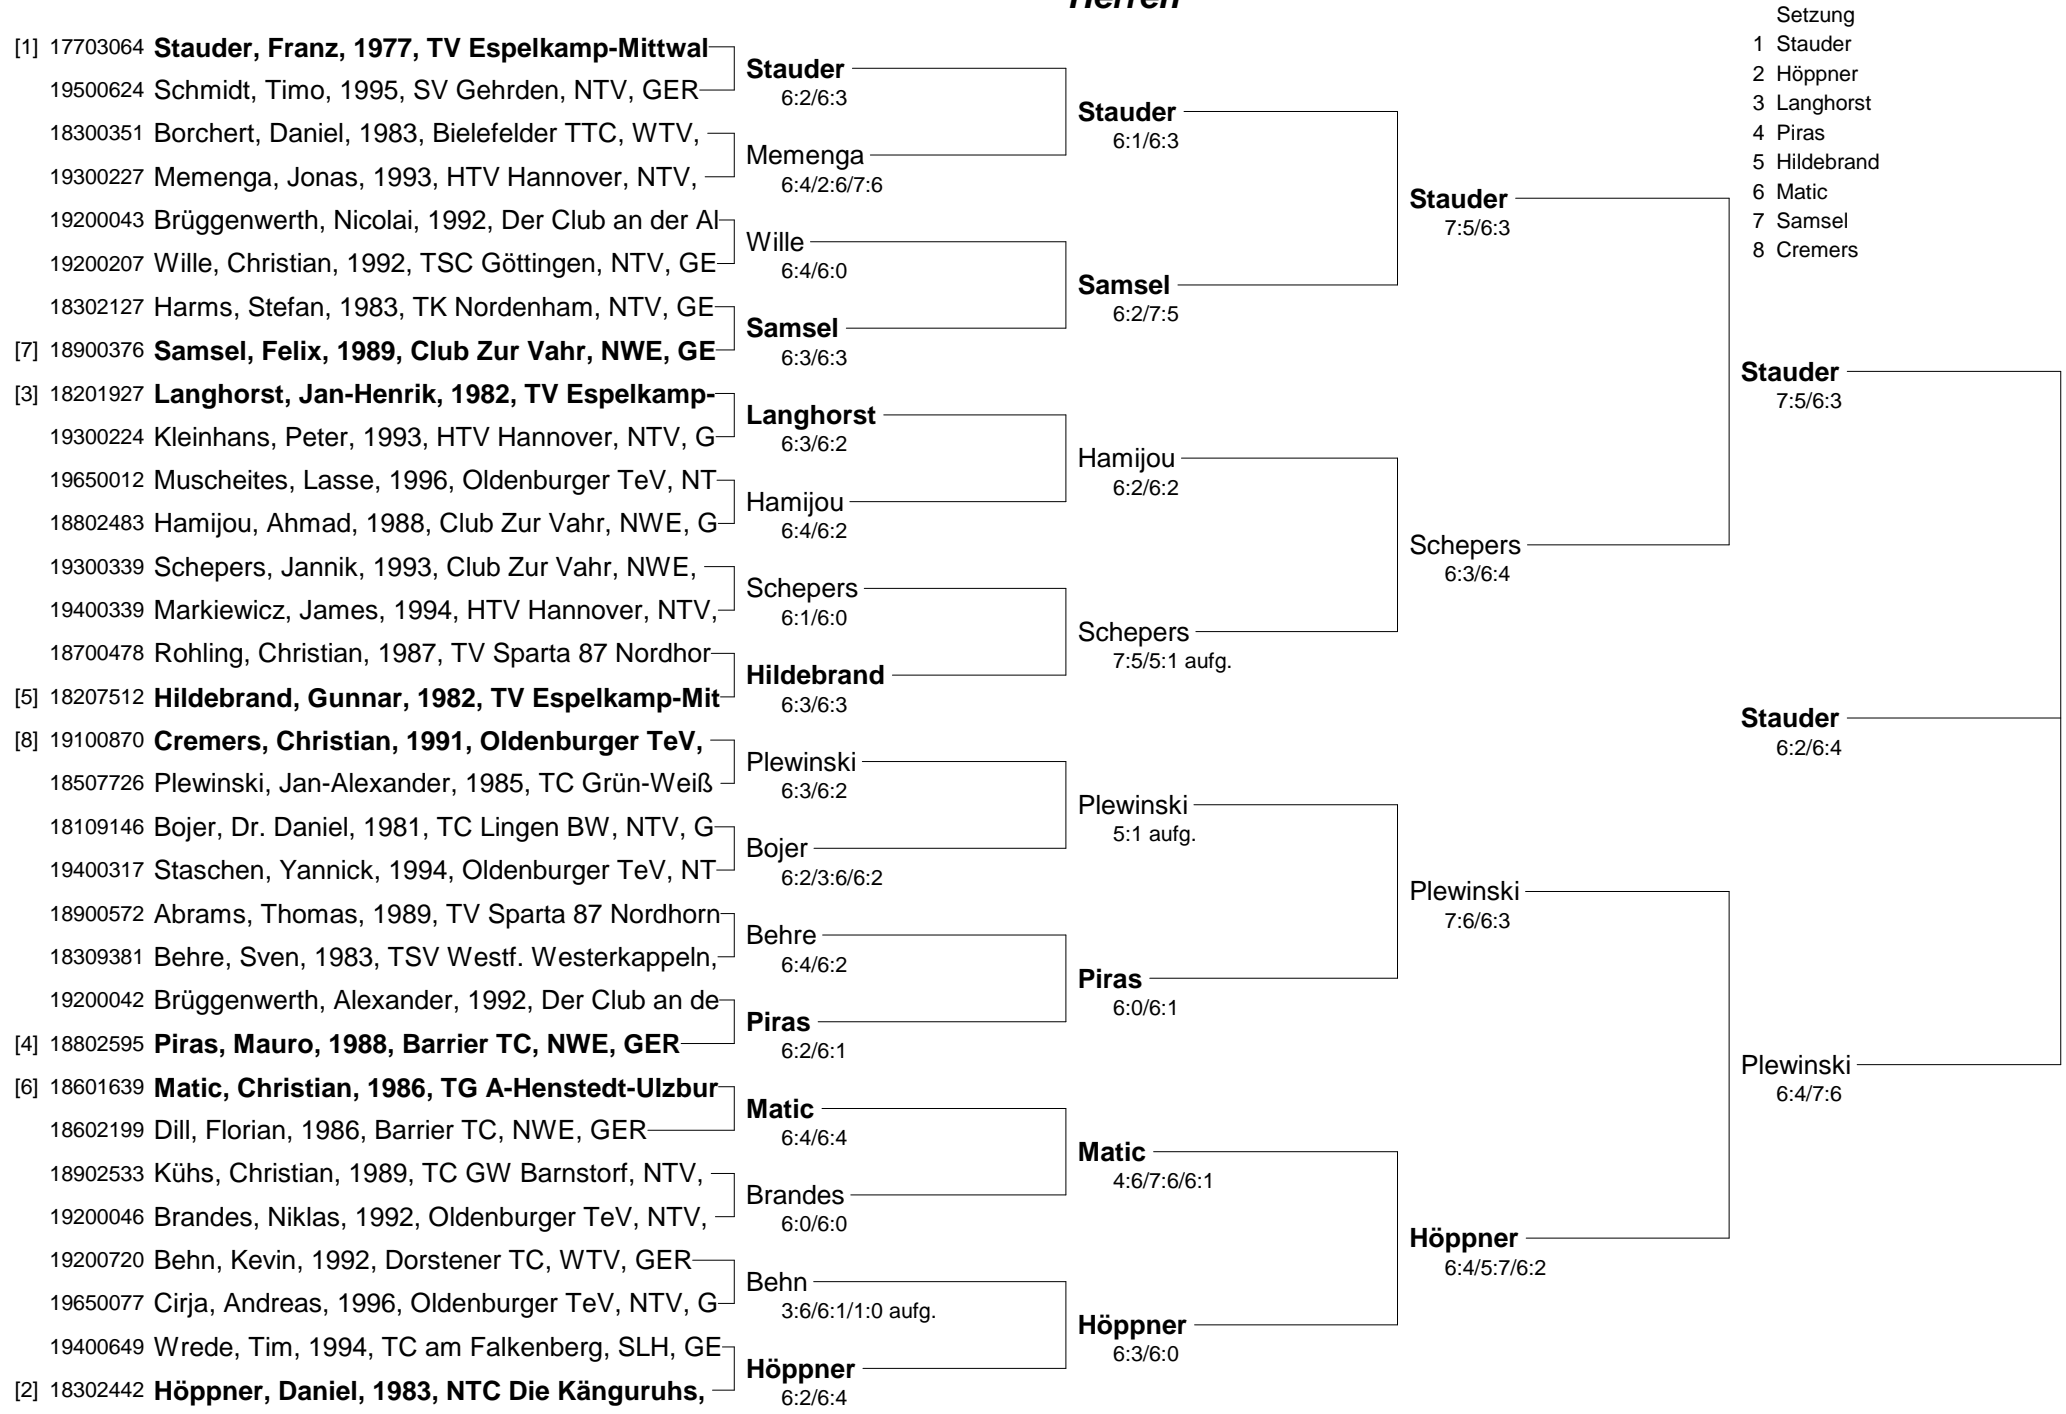 Herren
Setzung
1 Stauder
2 Höppner
3 Langhorst
4 Piras
5 Hildebrand
6 Matic
7 Samsel
8 Cremers
[1] 17703064 Stauder, Franz, 1977, TV Espelkamp-Mittwal
19500624 Schmidt, Timo, 1995, SV Gehrden, NTV, GER
18300351 Borchert, Daniel, 1983, Bielefelder TTC, WTV,
19300227 Memenga, Jonas, 1993, HTV Hannover, NTV,
19200043 Brüggenwerth, Nicolai, 1992, Der Club an der Al
19200207 Wille, Christian, 1992, TSC Göttingen, NTV, GE
18302127 Harms, Stefan, 1983, TK Nordenham, NTV, GE
[7] 18900376 Samsel, Felix, 1989, Club Zur Vahr, NWE, GE
[3] 18201927 Langhorst, Jan-Henrik, 1982, TV Espelkamp-
19300224 Kleinhans, Peter, 1993, HTV Hannover, NTV, G
19650012 Muscheites, Lasse, 1996, Oldenburger TeV, NT
18802483 Hamijou, Ahmad, 1988, Club Zur Vahr, NWE, G
19300339 Schepers, Jannik, 1993, Club Zur Vahr, NWE,
19400339 Markiewicz, James, 1994, HTV Hannover, NTV,
18700478 Rohling, Christian, 1987, TV Sparta 87 Nordhor
[5] 18207512 Hildebrand, Gunnar, 1982, TV Espelkamp-Mit
[8] 19100870 Cremers, Christian, 1991, Oldenburger TeV,
18507726 Plewinski, Jan-Alexander, 1985, TC Grün-Weiß
18109146 Bojer, Dr. Daniel, 1981, TC Lingen BW, NTV, G
19400317 Staschen, Yannick, 1994, Oldenburger TeV, NT
18900572 Abrams, Thomas, 1989, TV Sparta 87 Nordhorn
18309381 Behre, Sven, 1983, TSV Westf. Westerkappeln,
19200042 Brüggenwerth, Alexander, 1992, Der Club an de
[4] 18802595 Piras, Mauro, 1988, Barrier TC, NWE, GER
[6] 18601639 Matic, Christian, 1986, TG A-Henstedt-Ulzbur
18602199 Dill, Florian, 1986, Barrier TC, NWE, GER
18902533 Kühs, Christian, 1989, TC GW Barnstorf, NTV,
19200046 Brandes, Niklas, 1992, Oldenburger TeV, NTV,
19200720 Behn, Kevin, 1992, Dorstener TC, WTV, GER
19650077 Cirja, Andreas, 1996, Oldenburger TeV, NTV, G
19400649 Wrede, Tim, 1994, TC am Falkenberg, SLH, GE
[2] 18302442 Höppner, Daniel, 1983, NTC Die Känguruhs,
Stauder
6:2/6:3
Memenga
6:4/2:6/7:6
Wille
6:4/6:0
Samsel
6:3/6:3
Langhorst
6:3/6:2
Hamijou
6:4/6:2
Schepers
6:1/6:0
Hildebrand
6:3/6:3
Plewinski
6:3/6:2
Bojer
6:2/3:6/6:2
Behre
6:4/6:2
Piras
6:2/6:1
Matic
6:4/6:4
Brandes
6:0/6:0
Behn
3:6/6:1/1:0 aufg.
Höppner
6:2/6:4
Stauder
6:1/6:3
Samsel
6:2/7:5
Hamijou
6:2/6:2
Schepers
7:5/5:1 aufg.
Plewinski
5:1 aufg.
Piras
6:0/6:1
Matic
4:6/7:6/6:1
Höppner
6:3/6:0
Stauder
7:5/6:3
Schepers
6:3/6:4
Plewinski
7:6/6:3
Höppner
6:4/5:7/6:2
Stauder
7:5/6:3
Stauder
6:2/6:4
Plewinski
6:4/7:6